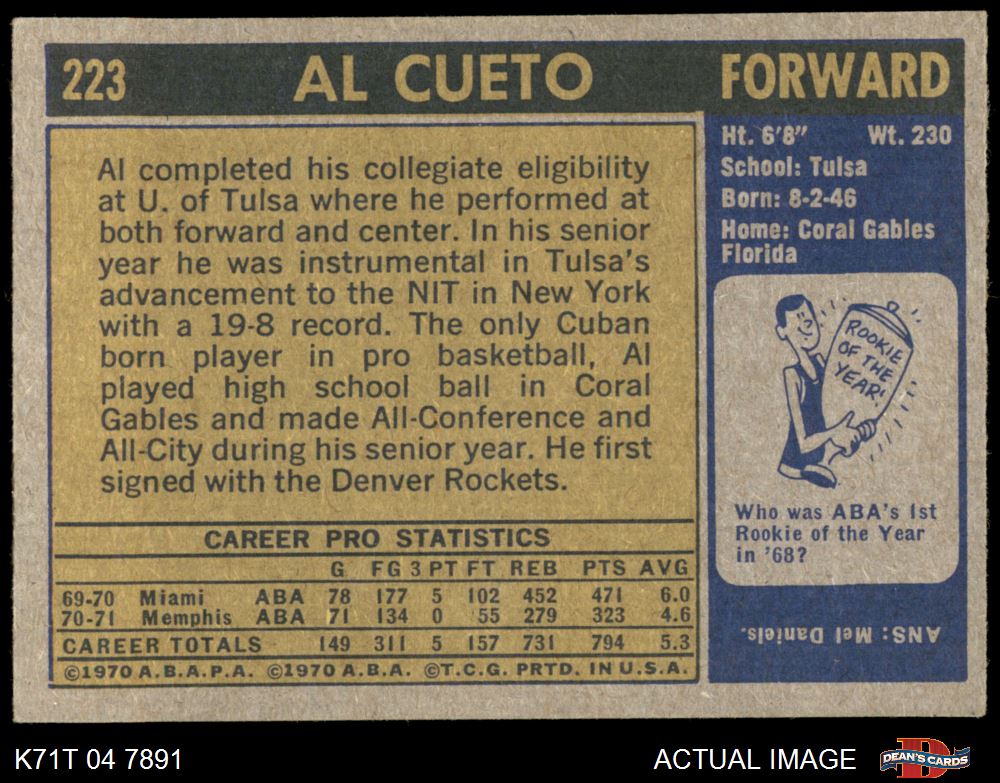 223 AL CUETO FORWARD
Al completed his collegiate eligibility
at U. of Tulsa where he performed at
both forward and center. In his senior
year he was instrumental in Tulsa's
advancement to the NIT in New York
with a 19-8 record. The only Cuban
born player in pro basketball, Al
played high school ball in Coral
Gables and made All-Conference and
All-City during his senior year. He first
signed with the Denver Rockets.
CAREER PRO STATISTICS
G FG 3 PT FT REB PTS AVG
69-70 Miami ABA 78 177 5 102 452 471 6.0
70-71 Memphis ABA 71 134 0 55 279 323 4.6
CAREER TOTALS 149 311 5 157 731 794 5.3
©1970 A.B.A.P.A. ©1970 A.B.A. ©T.C.G. PRTD. IN U.S.A.
Ht. 6'8" Wt. 230
School: Tulsa
Born: 8-2-46
Home: Coral Gables
Florida
ROOKIE
OF THE
YEAR!
Who was ABA's 1st
Rookie of the Year
in '68?
ANS: Mel Daniels.
K71T 04 7891 ACTUAL IMAGE
D
DEAN'S CARDS